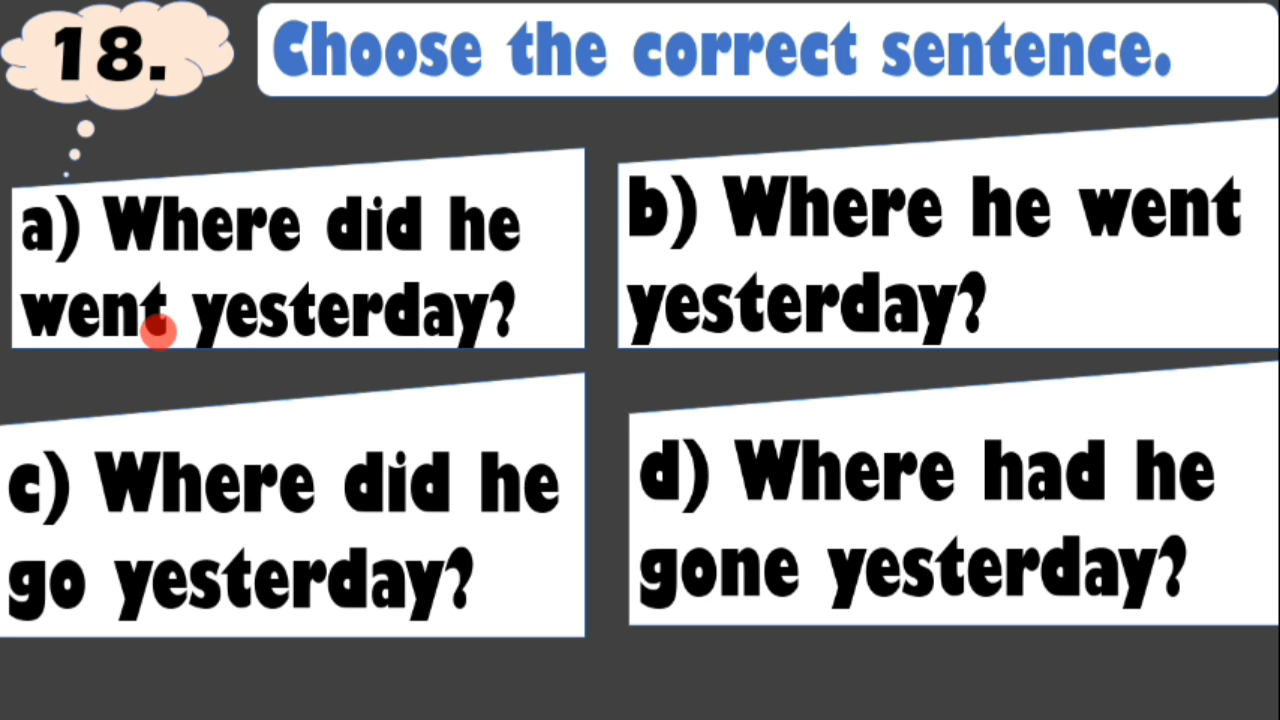 18.
Choose the correct sentence.
a) Where did he
went yesterday?
b) Where he went
yesterday?
c) Where did he
go yesterday?
d) Where had he
gone yesterday?